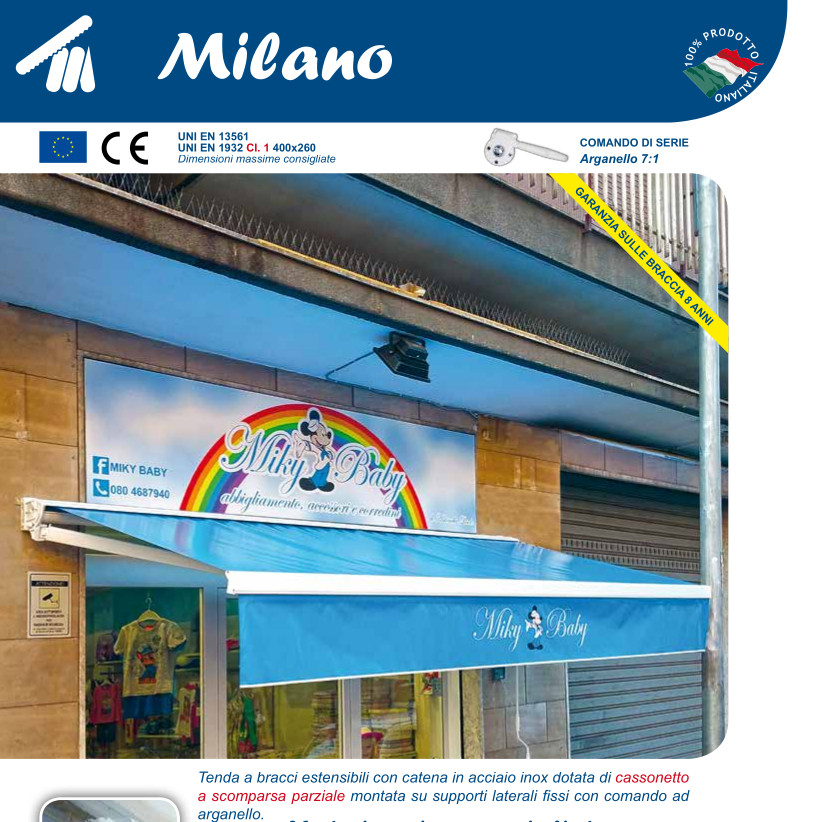 Milano
100% PRODOTTO
ITALIANO
UNI EN 13561
UNI EN 1932 Cl. 1 400x260
Dimensioni massime consigliate
COMANDO DI SERIE
Arganello 7:1
GARANZIA SULLE BRACCIA 8 ANNI
Miky Baby
MIKY BABY
080 4687940
abbigliamento, accessori e corredini
Miky Baby
Tenda a bracci estensibili con catena in acciaio inox dotata di cassonetto
a scomparsa parziale montata su supporti laterali fissi con comando ad
arganello.